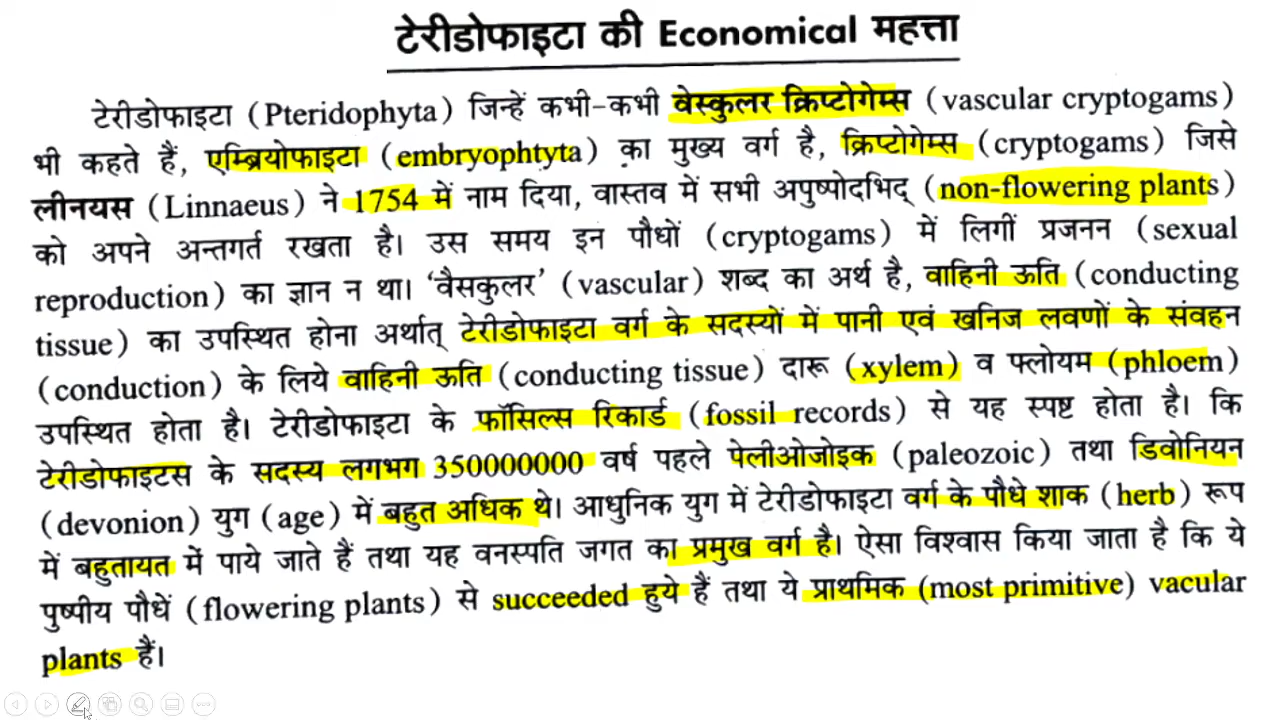 टेरीडोफाइटा की Economical महत्ता
टेरीडोफाइटा (Pteridophyta) जिन्हें कभी-कभी वेस्कुलर क्रिप्टोगेम्स (vascular cryptogams)
भी कहते हैं, एम्ब्रियोफाइटा (embryophtyta) का मुख्य वर्ग है, क्रिप्टोगेम्स (cryptogams) जिसे
लीनयस (Linnaeus) ने 1754 में नाम दिया, वास्तव में सभी अपुष्पोदभिद् (non-flowering plants)
को अपने अन्तगर्त रखता है। उस समय इन पौधों (cryptogams) में लिगीं प्रजनन (sexual
reproduction) का ज्ञान न था। ‘वैसकुलर’ (vascular) शब्द का अर्थ है, वाहिनी ऊति (conducting
tissue) का उपस्थित होना अर्थात् टेरीडोफाइटा वर्ग के सदस्यों में पानी एवं खनिज लवणों के संवहन
(conduction) के लिये वाहिनी ऊति (conducting tissue) दारू (xylem) व फ्लोयम (phloem)
उपस्थित होता है। टेरीडोफाइटा के फॉसिल्स रिकार्ड (fossil records) से यह स्पष्ट होता है। कि
टेरीडोफाइटस के सदस्य लगभग 350000000 वर्ष पहले पेलीओजोइक (paleozoic) तथा डिवोनियन
(devonion) युग (age) में बहुत अधिक थे। आधुनिक युग में टेरीडोफाइटा वर्ग के पौधे शाक (herb) रूप
में बहुतायत में पाये जाते हैं तथा यह वनस्पति जगत का प्रमुख वर्ग है। ऐसा विश्वास किया जाता है कि ये
पुष्पीय पौधें (flowering plants) से succeeded हुये हैं तथा ये प्राथमिक (most primitive) vacular
plants हैं।